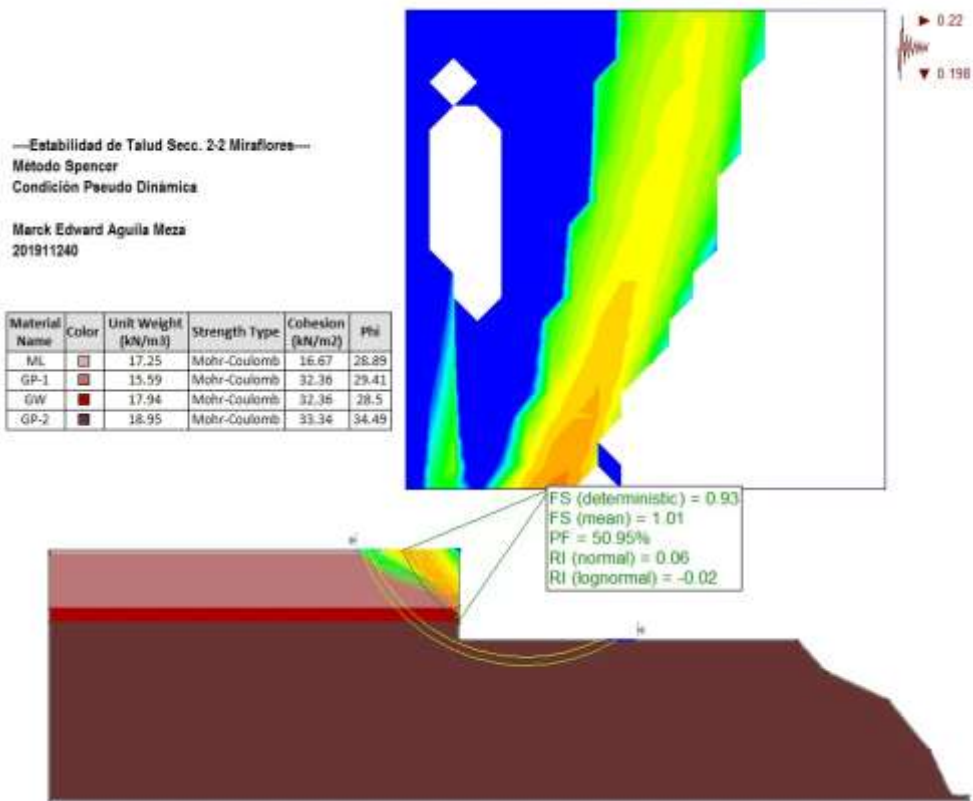 ► 0.22
▼ 0.198
----Estabilidad de Talud Secc. 2-2 Miraflores----
Método Spencer
Condición Pseudo Dinámica
Marck Edward Aguila Meza
201911240
Material Name Color Unit Weight (kN/m3) Strength Type Cohesion (kN/m2) Phi
ML 17.25 Mohr-Coulomb 16.67 28.89
GP-1 15.59 Mohr-Coulomb 32.36 29.41
GW 17.94 Mohr-Coulomb 32.36 28.5
GP-2 18.95 Mohr-Coulomb 33.34 34.49
FS (deterministic) = 0.93
FS (mean) = 1.01
PF = 50.95%
RI (normal) = 0.06
RI (lognormal) = -0.02